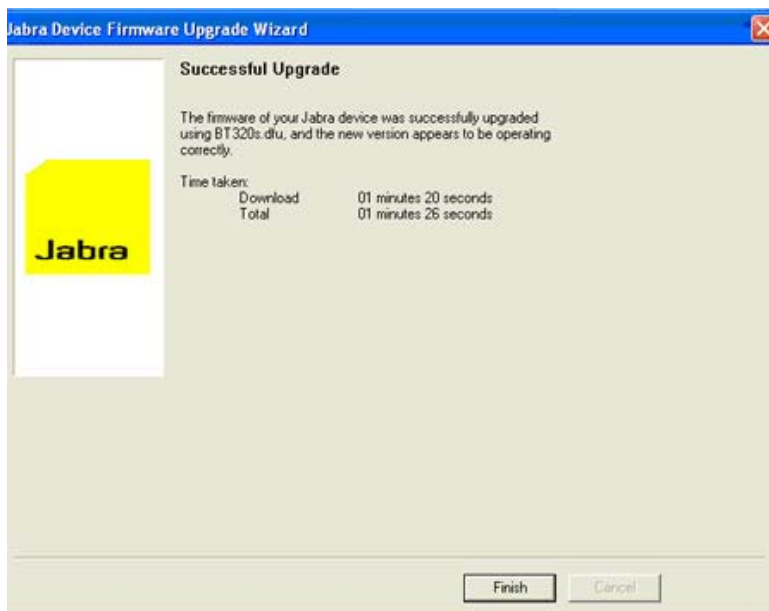 Jabra Device Firmware Upgrade Wizard
Successful Upgrade
The firmware of your Jabra device was successfully upgraded
using BT320s.dfu, and the new version appears to be operating
correctly.
Time taken:
Download 01 minutes 20 seconds
Total 01 minutes 26 seconds
Jabra
Finish Cancel